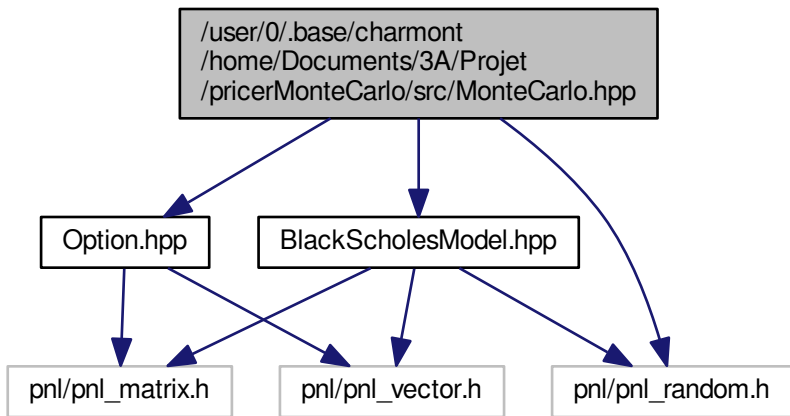 /user/0/.base/charmont
/home/Documents/3A/Projet
/pricerMonteCarlo/src/MonteCarlo.hpp
Option.hpp
BlackScholesModel.hpp
pnl/pnl_matrix.h
pnl/pnl_vector.h
pnl/pnl_random.h